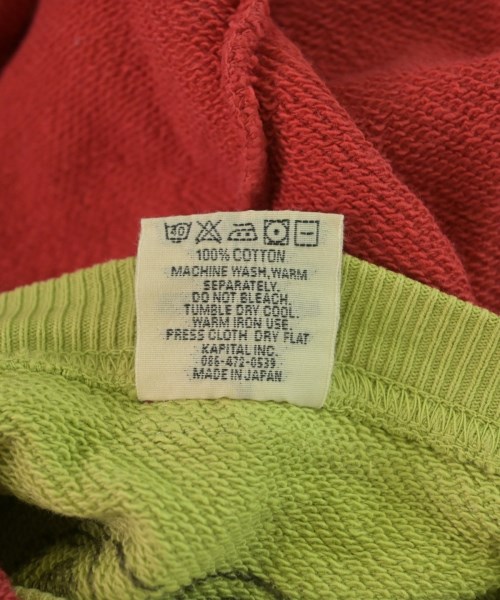 40
100% COTTON
MACHINE WASH, WARM
SEPARATELY.
DO NOT BLEACH.
TUMBLE DRY COOL.
WARM IRON USE.
PRESS CLOTH DRY FLAT
KAPITAL INC.
086-472-0539
MADE IN JAPAN